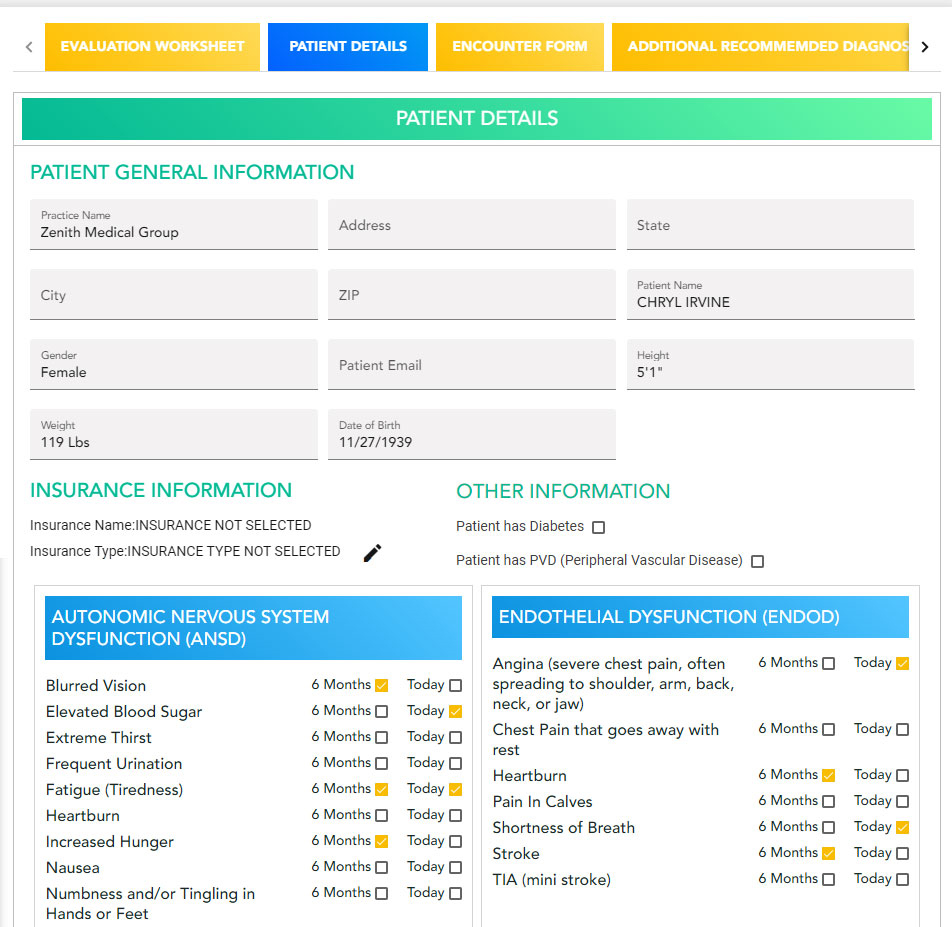 EVALUATION WORKSHEET
PATIENT DETAILS
ENCOUNTER FORM
ADDITIONAL RECOMMEMDED DIAGNOS
PATIENT DETAILS
PATIENT GENERAL INFORMATION
Practice Name
Zenith Medical Group
Address
State
City
ZIP
Patient Name
CHRYL IRVINE
Gender
Female
Patient Email
Height
5'1"
Weight
119 Lbs
Date of Birth
11/27/1939
INSURANCE INFORMATION
Insurance Name:INSURANCE NOT SELECTED
Insurance Type:INSURANCE TYPE NOT SELECTED
OTHER INFORMATION
Patient has Diabetes
Patient has PVD (Peripheral Vascular Disease)
AUTONOMIC NERVOUS SYSTEM
DYSFUNCTION (ANSD)
Blurred Vision 6 Months Today
Elevated Blood Sugar 6 Months Today
Extreme Thirst 6 Months Today
Frequent Urination 6 Months Today
Fatigue (Tiredness) 6 Months Today
Heartburn 6 Months Today
Increased Hunger 6 Months Today
Nausea 6 Months Today
Numbness and/or Tingling in 6 Months Today
Hands or Feet
ENDOTHELIAL DYSFUNCTION (ENDOD)
Angina (severe chest pain, often 6 Months Today
spreading to shoulder, arm, back,
neck, or jaw)
Chest Pain that goes away with 6 Months Today
rest
Heartburn 6 Months Today
Pain In Calves 6 Months Today
Shortness of Breath 6 Months Today
Stroke 6 Months Today
TIA (mini stroke) 6 Months Today